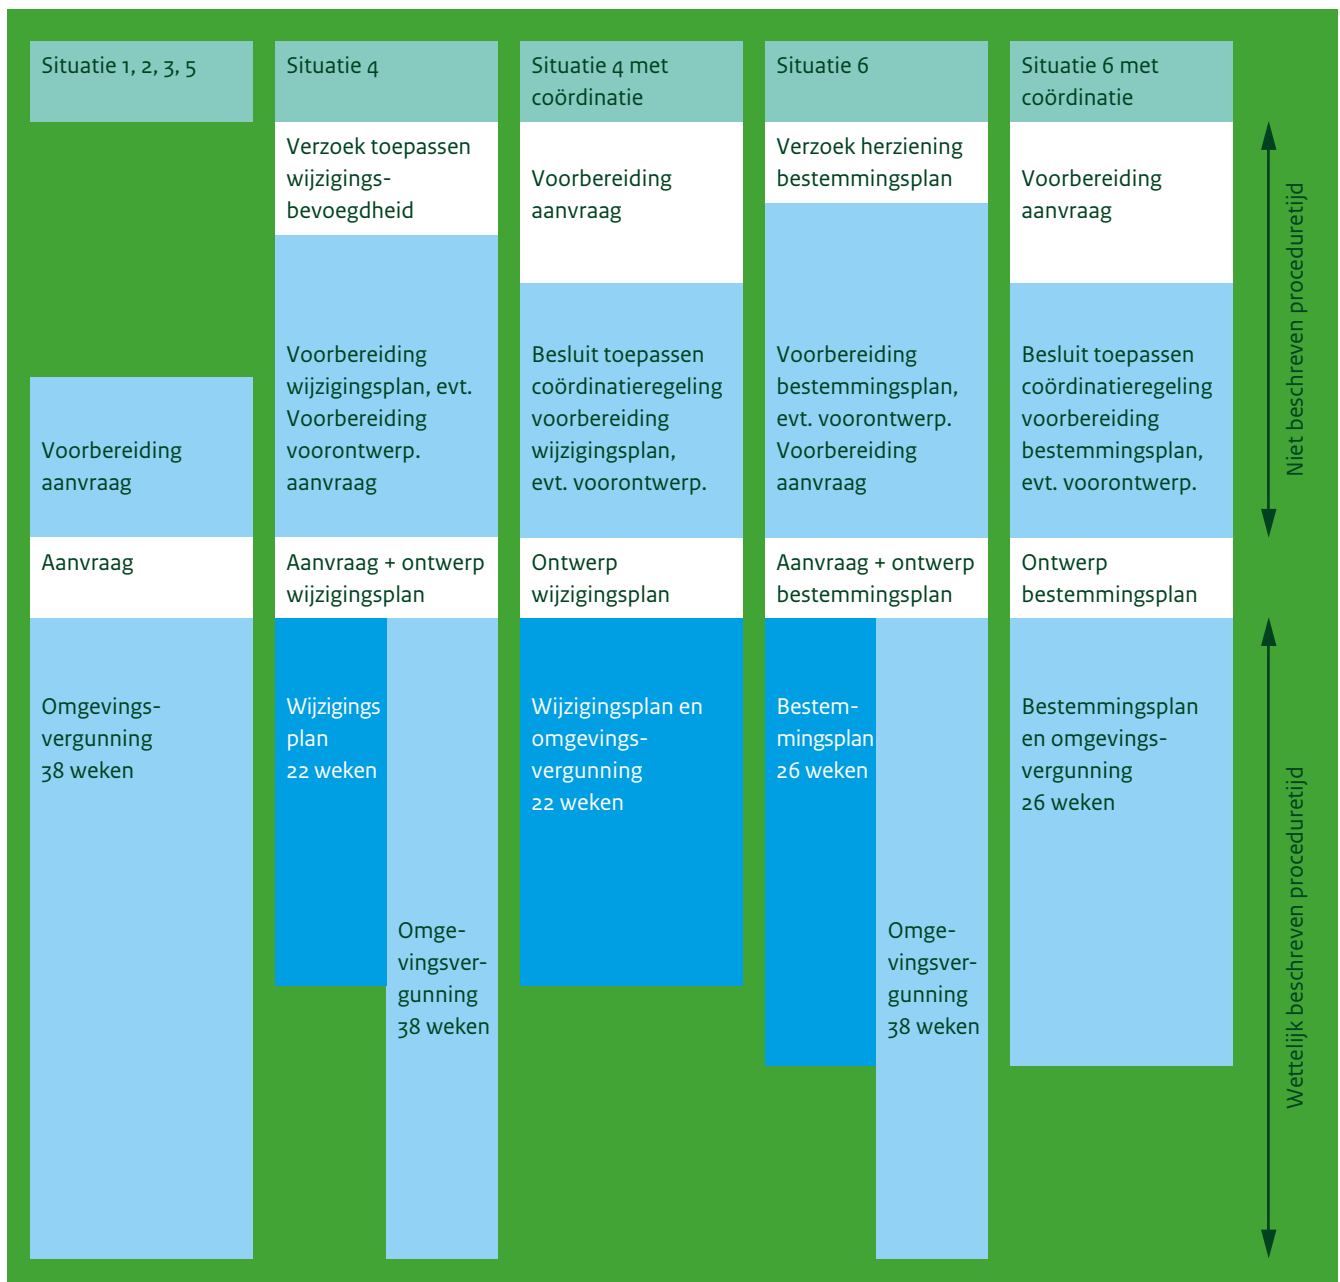 Situatie 1, 2, 3, 5
Voorbereiding
aanvraag
Aanvraag
Omgevings-
vergunning
38 weken
Situatie 4
Verzoek toepassen
wijzigings-
bevoegdheid
Voorbereiding
wijzigingsplan, evt.
Voorbereiding
voorontwerp.
aanvraag
Aanvraag + ontwerp
wijzigingsplan
Wijzigings
plan
22 weken
Omge-
vingsver-
gunning
38 weken
Situatie 4 met
coördinatie
Voorbereiding
aanvraag
Besluit toepassen
coördinatieregeling
voorbereiding
wijzigingsplan,
evt. voorontwerp.
Ontwerp
wijzigingsplan
Wijzigingsplan en
omgevings-
vergunning
22 weken
Situatie 6
Verzoek herziening
bestemmingsplan
Voorbereiding
bestemmingsplan,
evt. voorontwerp.
Voorbereiding
aanvraag
Aanvraag + ontwerp
bestemmingsplan
Bestem-
mingsplan
26 weken
Omge-
vingsver-
gunning
38 weken
Situatie 6 met
coördinatie
Voorbereiding
aanvraag
Besluit toepassen
coördinatieregeling
voorbereiding
bestemmingsplan,
evt. voorontwerp.
Ontwerp
bestemmingsplan
Bestemmingsplan
en omgevings-
vergunning
26 weken
Niet beschreven proceduretijd
Wettelijk beschreven proceduretijd